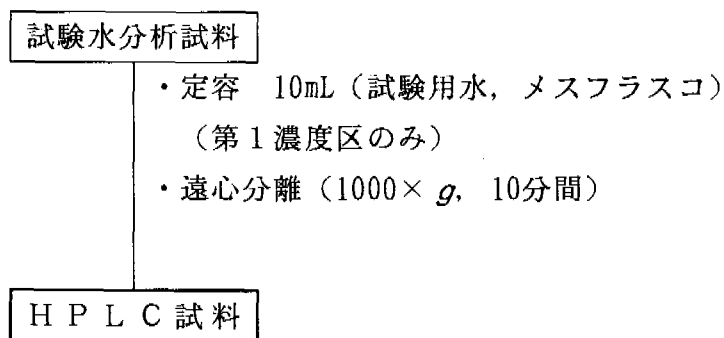 試験水分析試料
・定容 10mL（試験用水，メスフラスコ）
（第１濃度区のみ）
・遠心分離（1000× g，10分間）
ＨＰＬＣ試料